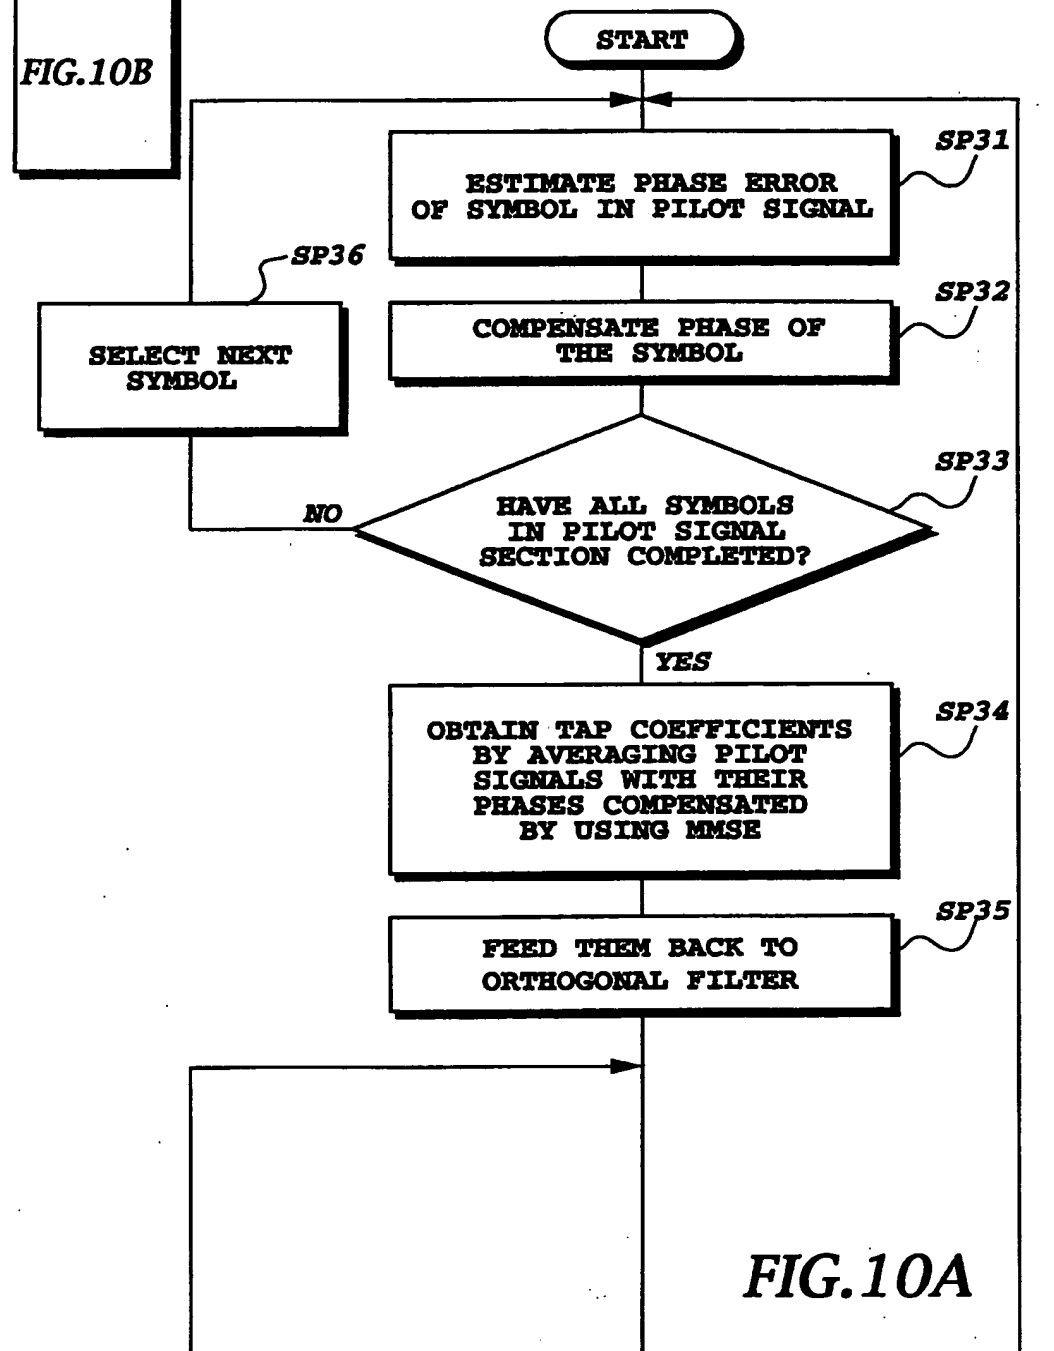 FIG.10B
START
SP31
ESTIMATE PHASE ERROR
OF SYMBOL IN PILOT SIGNAL
SP36
SELECT NEXT
SYMBOL
SP32
COMPENSATE PHASE OF
THE SYMBOL
SP33
HAVE ALL SYMBOLS
IN PILOT SIGNAL
SECTION COMPLETED?
NO
YES
SP34
OBTAIN TAP COEFFICIENTS
BY AVERAGING PILOT
SIGNALS WITH THEIR
PHASES COMPENSATED
BY USING MMSE
SP35
FEED THEM BACK TO
ORTHOGONAL FILTER
FIG.10A